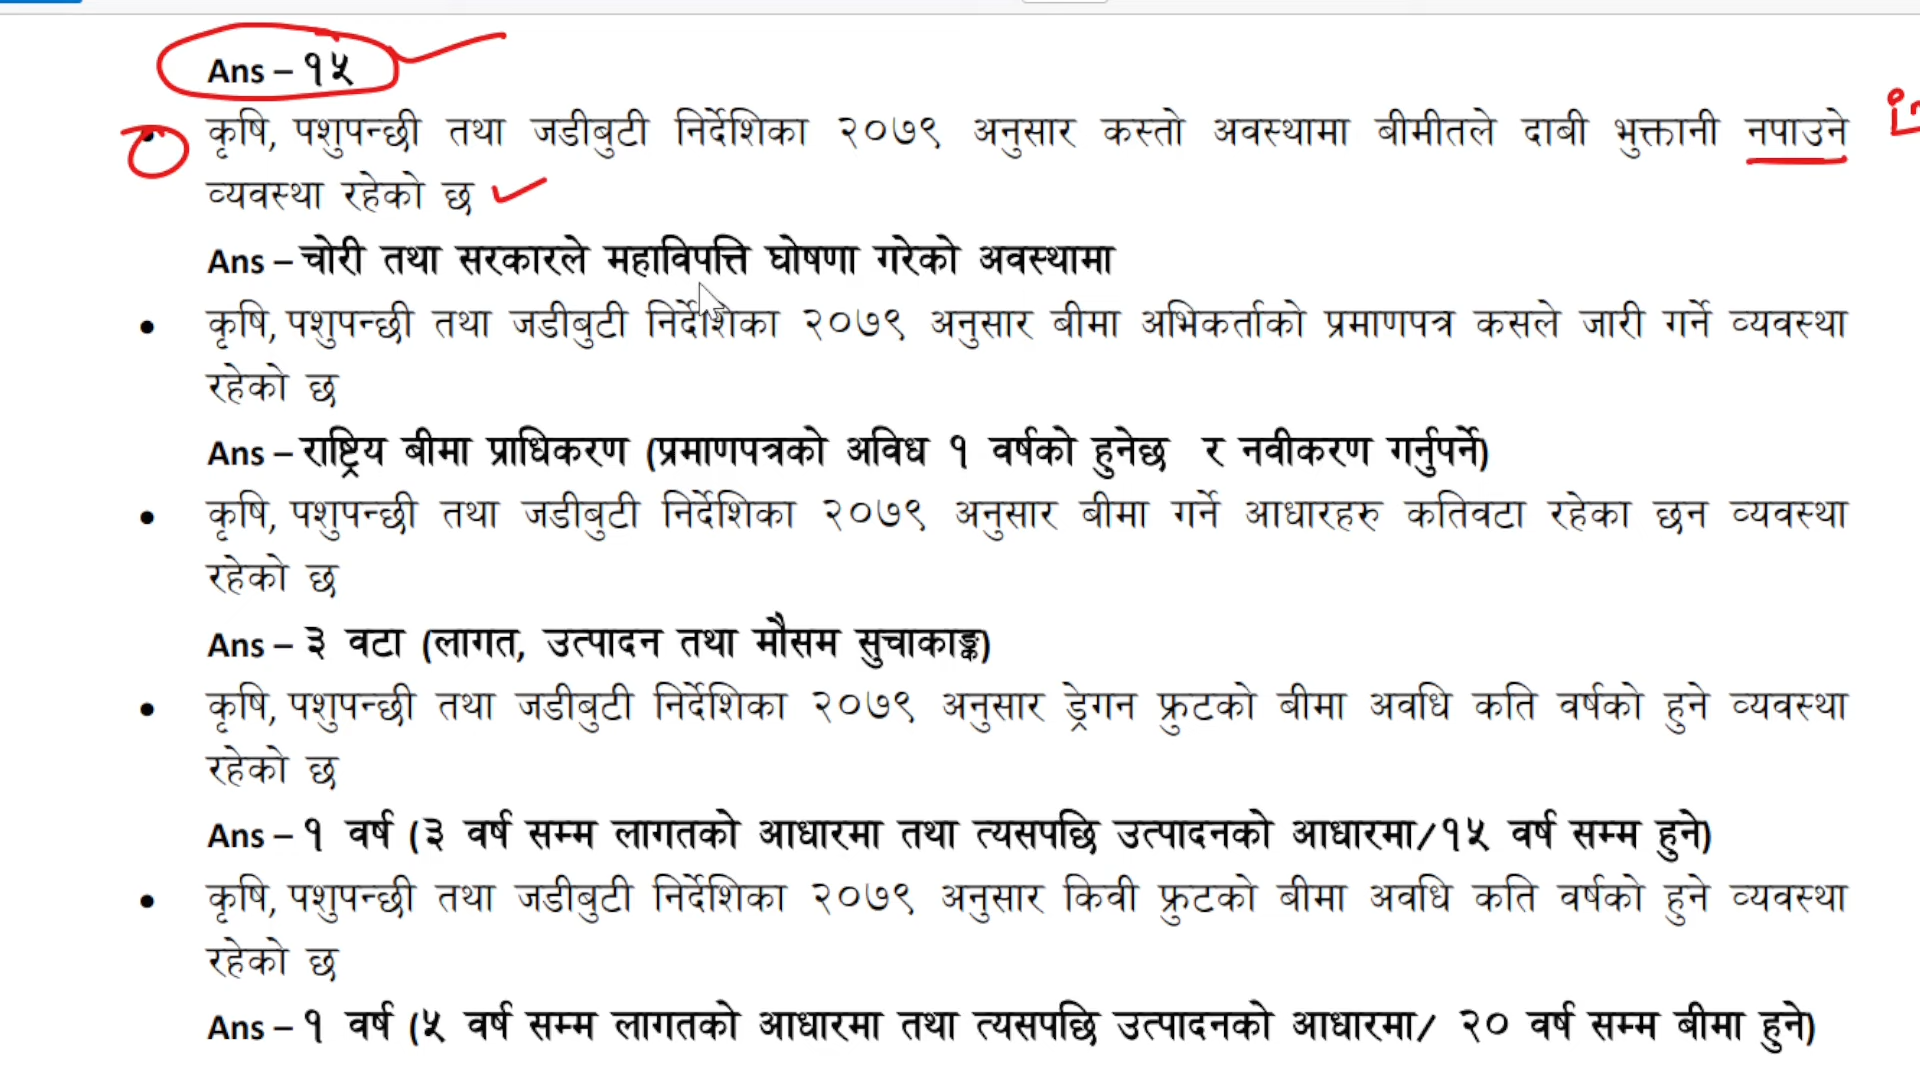 Ans – १५
कृषि, पशुपन्छी तथा जडीबुटी निर्देशिका २०७९ अनुसार कस्तो अवस्थामा बीमीतले दाबी भुक्तानी नपाउने
व्यवस्था रहेको छ
Ans – चोरी तथा सरकारले महाविपत्ति घोषणा गरेको अवस्थामा
कृषि, पशुपन्छी तथा जडीबुटी निर्देशिका २०७९ अनुसार बीमा अभिकर्ताको प्रमाणपत्र कसले जारी गर्ने व्यवस्था
रहेको छ
Ans – राष्ट्रिय बीमा प्राधिकरण (प्रमाणपत्रको अविध १ वर्षको हुनेछ र नवीकरण गर्नुपर्ने)
कृषि, पशुपन्छी तथा जडीबुटी निर्देशिका २०७९ अनुसार बीमा गर्ने आधारहरु कतिवटा रहेका छन व्यवस्था
रहेको छ
Ans – ३ वटा (लागत, उत्पादन तथा मौसम सुचाकाङ्क)
कृषि, पशुपन्छी तथा जडीबुटी निर्देशिका २०७९ अनुसार ड्रेगन फ्रुटको बीमा अवधि कति वर्षको हुने व्यवस्था
रहेको छ
Ans – १ वर्ष (३ वर्ष सम्म लागतको आधारमा तथा त्यसपछि उत्पादनको आधारमा/१५ वर्ष सम्म हुने)
कृषि, पशुपन्छी तथा जडीबुटी निर्देशिका २०७९ अनुसार किवी फ्रुटको बीमा अवधि कति वर्षको हुने व्यवस्था
रहेको छ
Ans – १ वर्ष (५ वर्ष सम्म लागतको आधारमा तथा त्यसपछि उत्पादनको आधारमा/ २० वर्ष सम्म बीमा हुने)